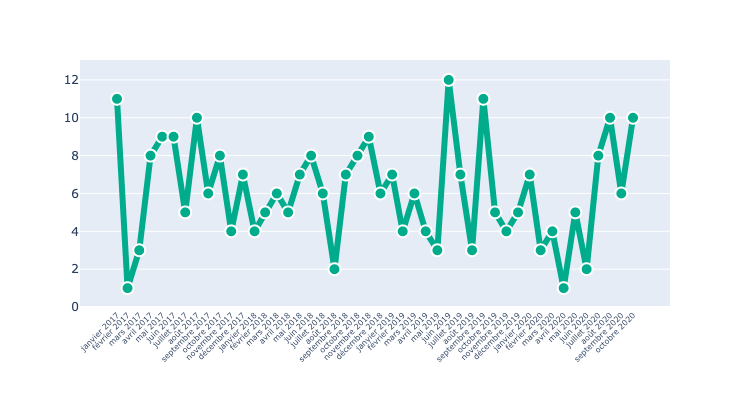 12
10
8
6
4
2
0
janvier 2017
février 2017
mars 2017
avril 2017
mai 2017
juin 2017
juillet 2017
août 2017
septembre 2017
octobre 2017
novembre 2017
décembre 2017
janvier 2018
février 2018
mars 2018
avril 2018
mai 2018
juin 2018
juillet 2018
août 2018
septembre 2018
octobre 2018
novembre 2018
décembre 2018
janvier 2019
février 2019
mars 2019
avril 2019
mai 2019
juin 2019
juillet 2019
août 2019
septembre 2019
octobre 2019
novembre 2019
décembre 2019
janvier 2020
février 2020
mars 2020
avril 2020
mai 2020
juin 2020
juillet 2020
août 2020
septembre 2020
octobre 2020